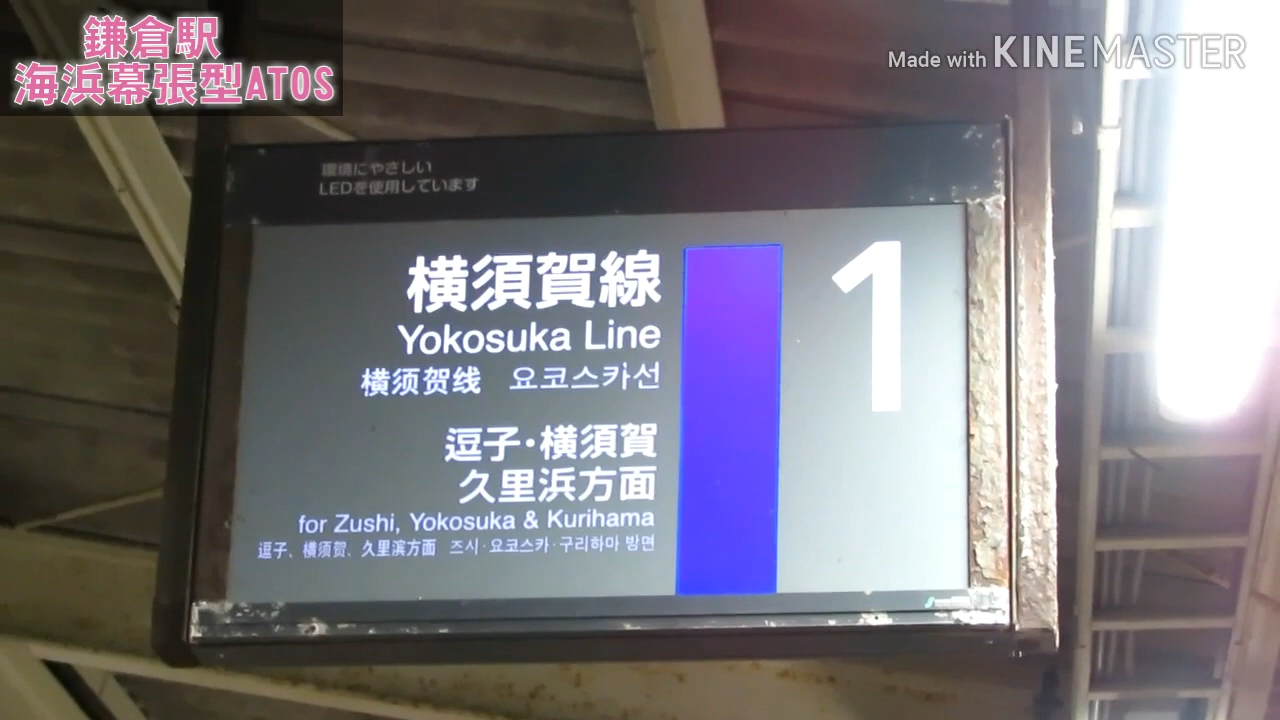 鎌倉駅
海浜幕張型ATOS
Made with KINEMASTER
環境にやさしい
LEDを使用しています
横須賀線
Yokosuka Line
横须贺线 요코스카선
1
逗子・横須賀
久里浜方面
for Zushi, Yokosuka & Kurihama
逗子、横须贺、久里滨方面 즈시·요코스카·구리하마 방면